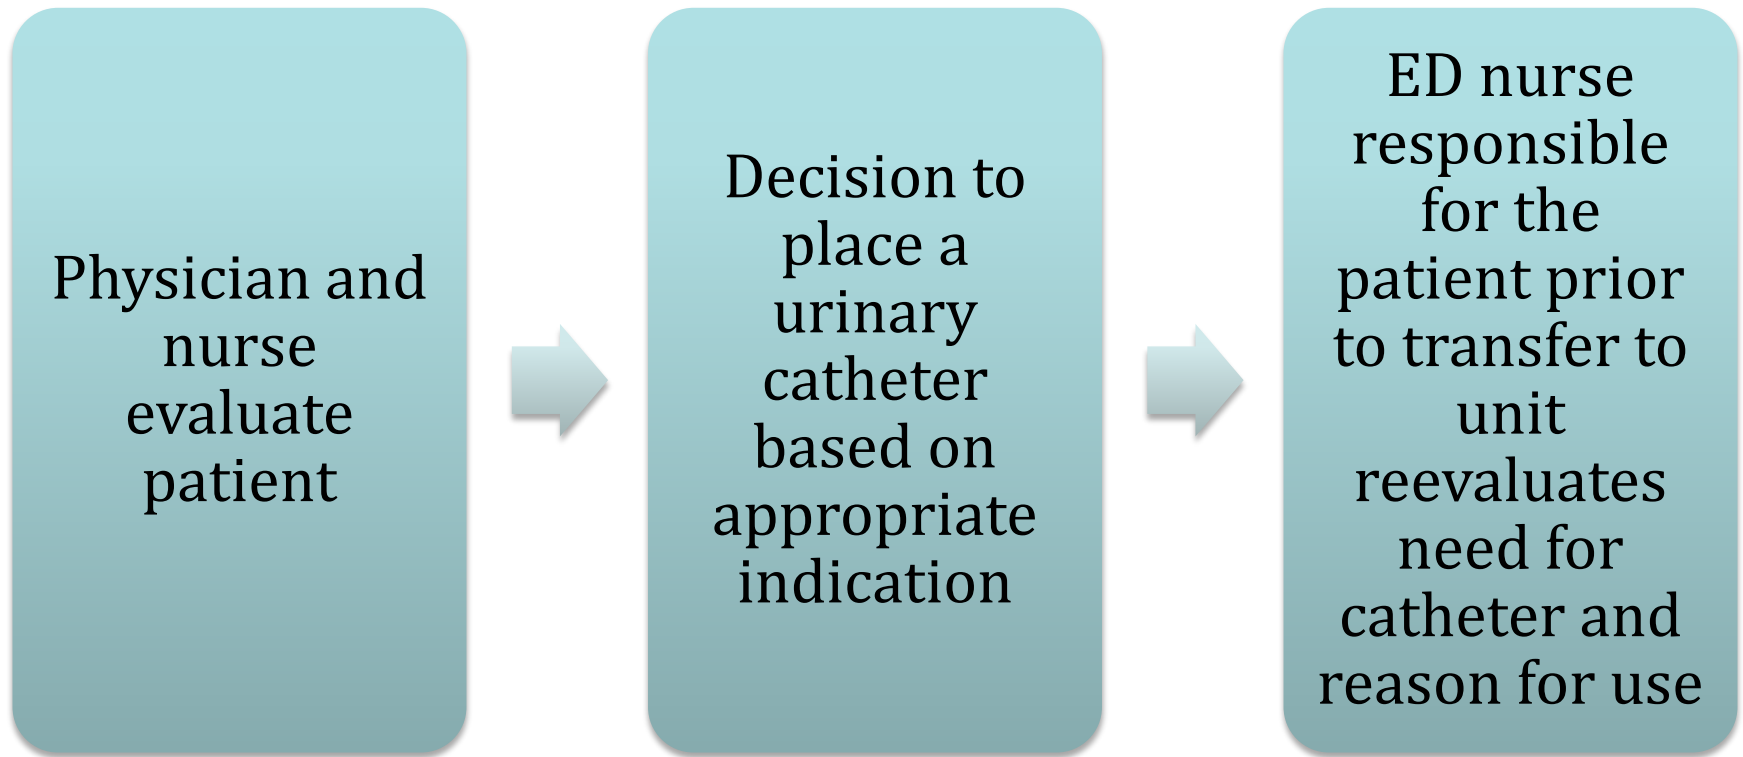 Physician and
nurse
evaluate
patient
Decision to
place a
urinary
catheter
based on
appropriate
indication
ED nurse
responsible
for the
patient prior
to transfer to
unit
reevaluates
need for
catheter and
reason for use